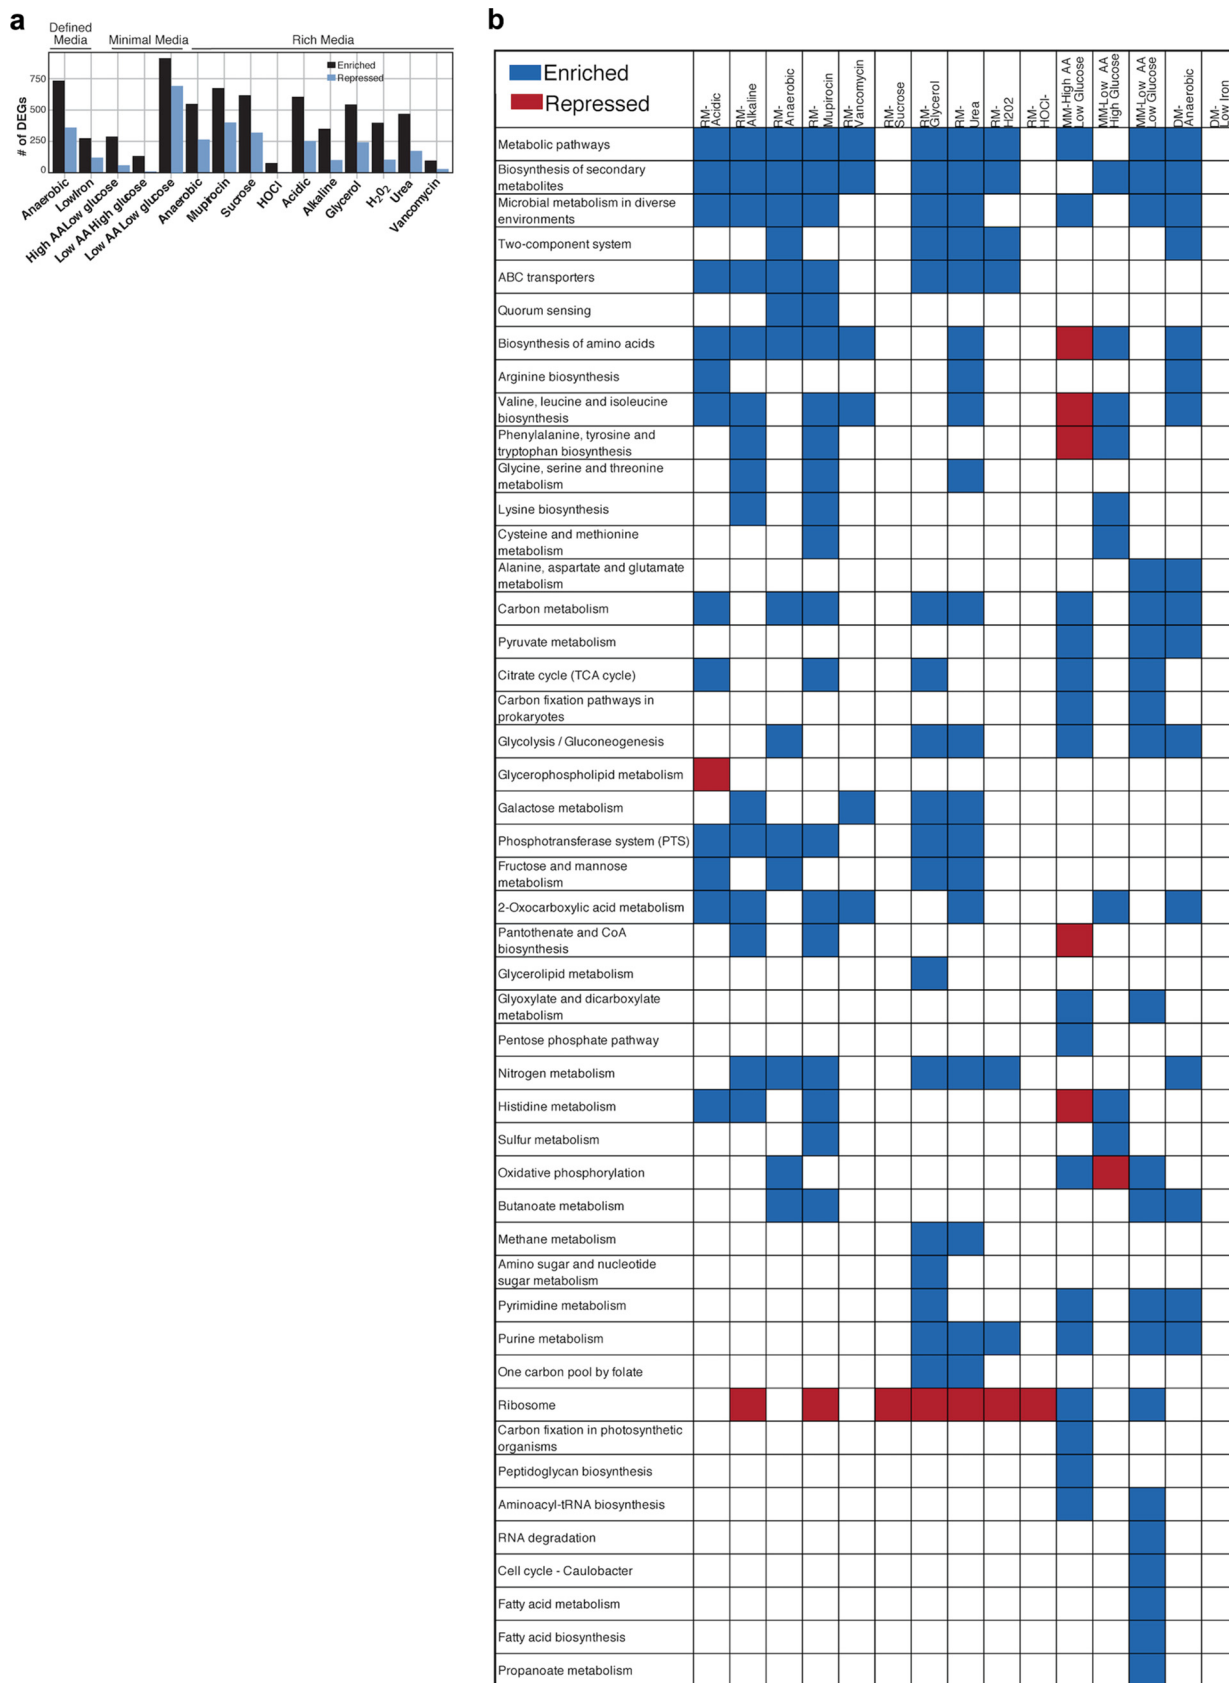 a
Defined
Media
Minimal Media
Rich Media
Enriched
Repressed
# of DEGs
750
500
250
0
Anaerobic
LowIron
High AALow glucose
Low AA High glucose
Low AA Low glucose
Anaerobic
Mupirocin
Sucrose
HOCl
Acidic
Alkaline
Glycerol
H2O2
Urea
Vancomycin
b
Enriched
Repressed
RM-
Acidic
RM-
Alkaline
RM-
Anaerobic
RM-
Mupirocin
RM-
Vancomycin
RM-
Sucrose
RM-
Glycerol
RM-
Urea
RM-
H2O2
RM-
HOCl-
MM-High AA
Low Glucose
MM-Low AA
High Glucose
MM-Low AA
Low Glucose
DM-
Anaerobic
DM-
Low Iron
Metabolic pathways
Biosynthesis of secondary
metabolites
Microbial metabolism in diverse
environments
Two-component system
ABC transporters
Quorum sensing
Biosynthesis of amino acids
Arginine biosynthesis
Valine, leucine and isoleucine
biosynthesis
Phenylalanine, tyrosine and
tryptophan biosynthesis
Glycine, serine and threonine
metabolism
Lysine biosynthesis
Cysteine and methionine
metabolism
Alanine, aspartate and glutamate
metabolism
Carbon metabolism
Pyruvate metabolism
Citrate cycle (TCA cycle)
Carbon fixation pathways in
prokaryotes
Glycolysis / Gluconeogenesis
Glycerophospholipid metabolism
Galactose metabolism
Phosphotransferase system (PTS)
Fructose and mannose
metabolism
2-Oxocarboxylic acid metabolism
Pantothenate and CoA
biosynthesis
Glycerolipid metabolism
Glyoxylate and dicarboxylate
metabolism
Pentose phosphate pathway
Nitrogen metabolism
Histidine metabolism
Sulfur metabolism
Oxidative phosphorylation
Butanoate metabolism
Methane metabolism
Amino sugar and nucleotide
sugar metabolism
Pyrimidine metabolism
Purine metabolism
One carbon pool by folate
Ribosome
Carbon fixation in photosynthetic
organisms
Peptidoglycan biosynthesis
Aminoacyl-tRNA biosynthesis
RNA degradation
Cell cycle - Caulobacter
Fatty acid metabolism
Fatty acid biosynthesis
Propanoate metabolism